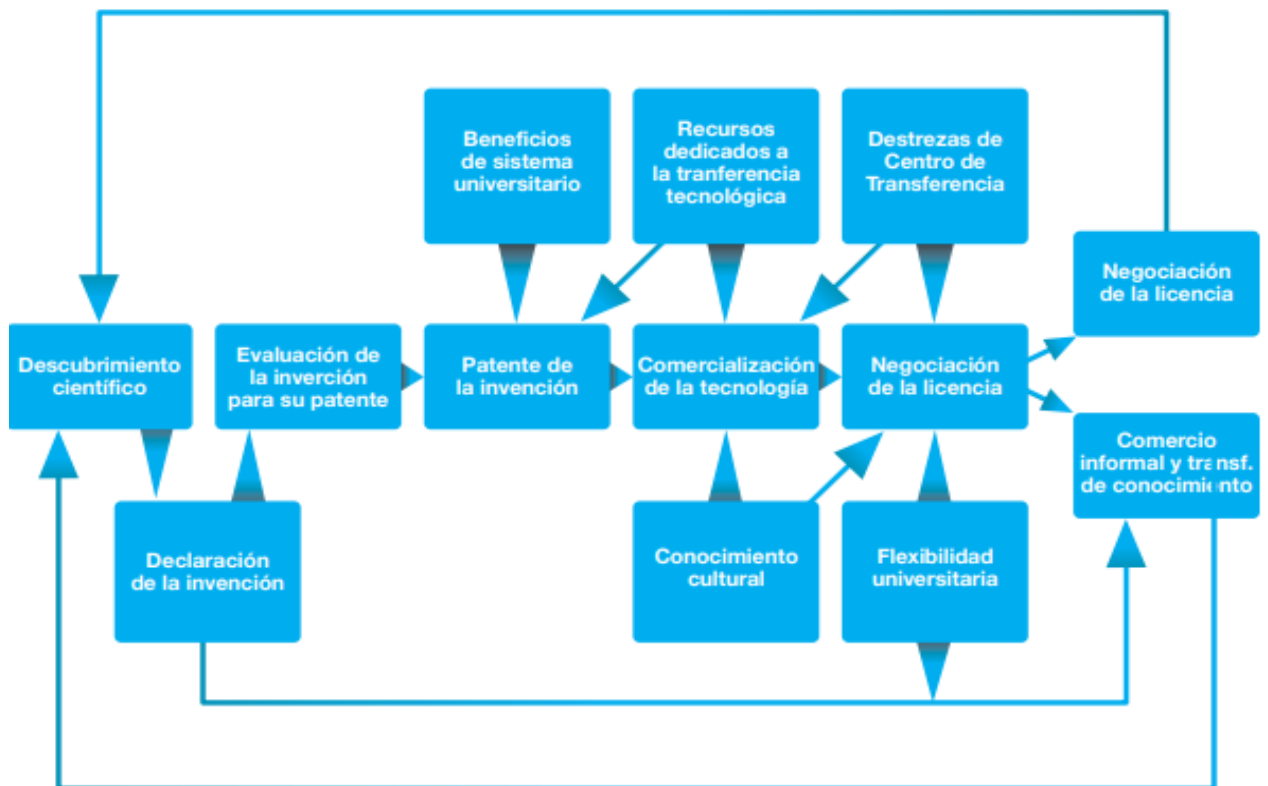 Beneficios
de sistema
universitario
Recursos
dedicados a
la tranferencia
tecnológica
Destrezas de
Centro de
Transferencia
Negociación
de la licencia
Descubrimiento
científico
Evaluación de
la inverción
para su patente
Patente de
la invención
Comercialización
de la tecnología
Negociación
de la licencia
Comercio
informal y transf.
de conocimiento
Declaración
de la invención
Conocimiento
cultural
Flexibilidad
universitaria